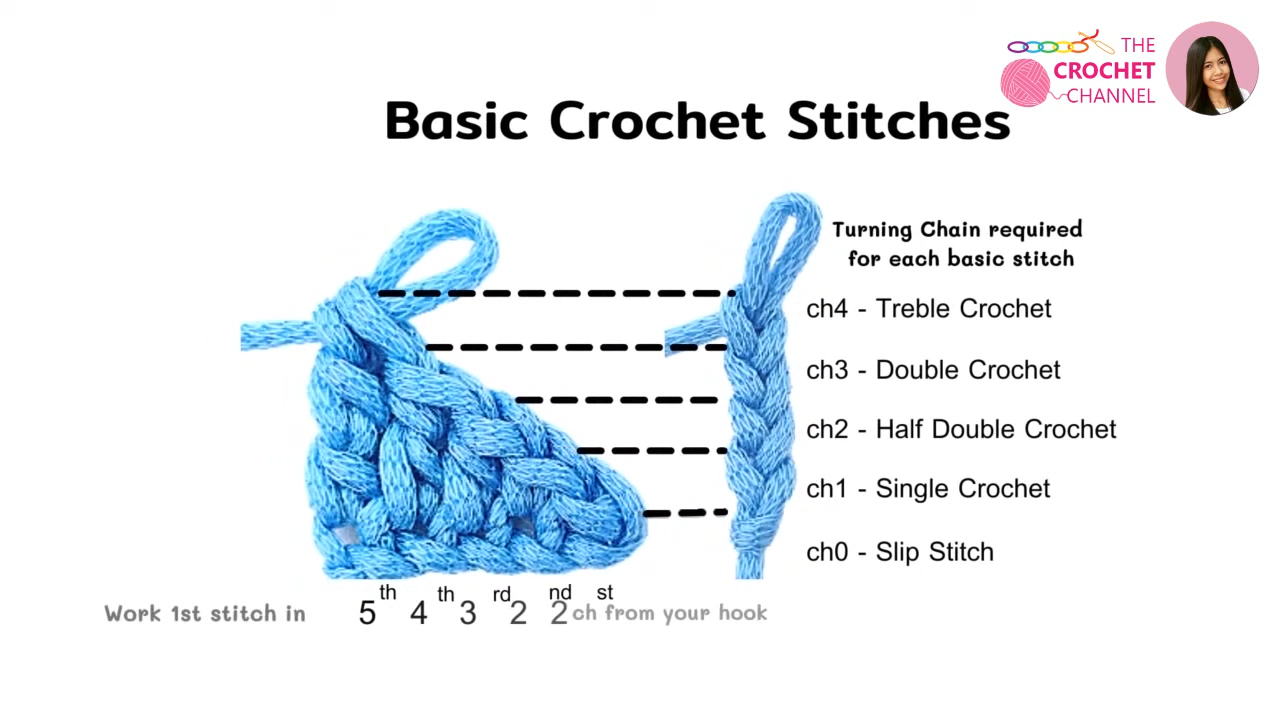 THE
CROCHET
CHANNEL
Basic Crochet Stitches
Turning Chain required
for each basic stitch
ch4 - Treble Crochet
ch3 - Double Crochet
ch2 - Half Double Crochet
ch1 - Single Crochet
ch0 - Slip Stitch
Work 1st stitch in 5th 4th 3rd 2nd 2st ch from your hook